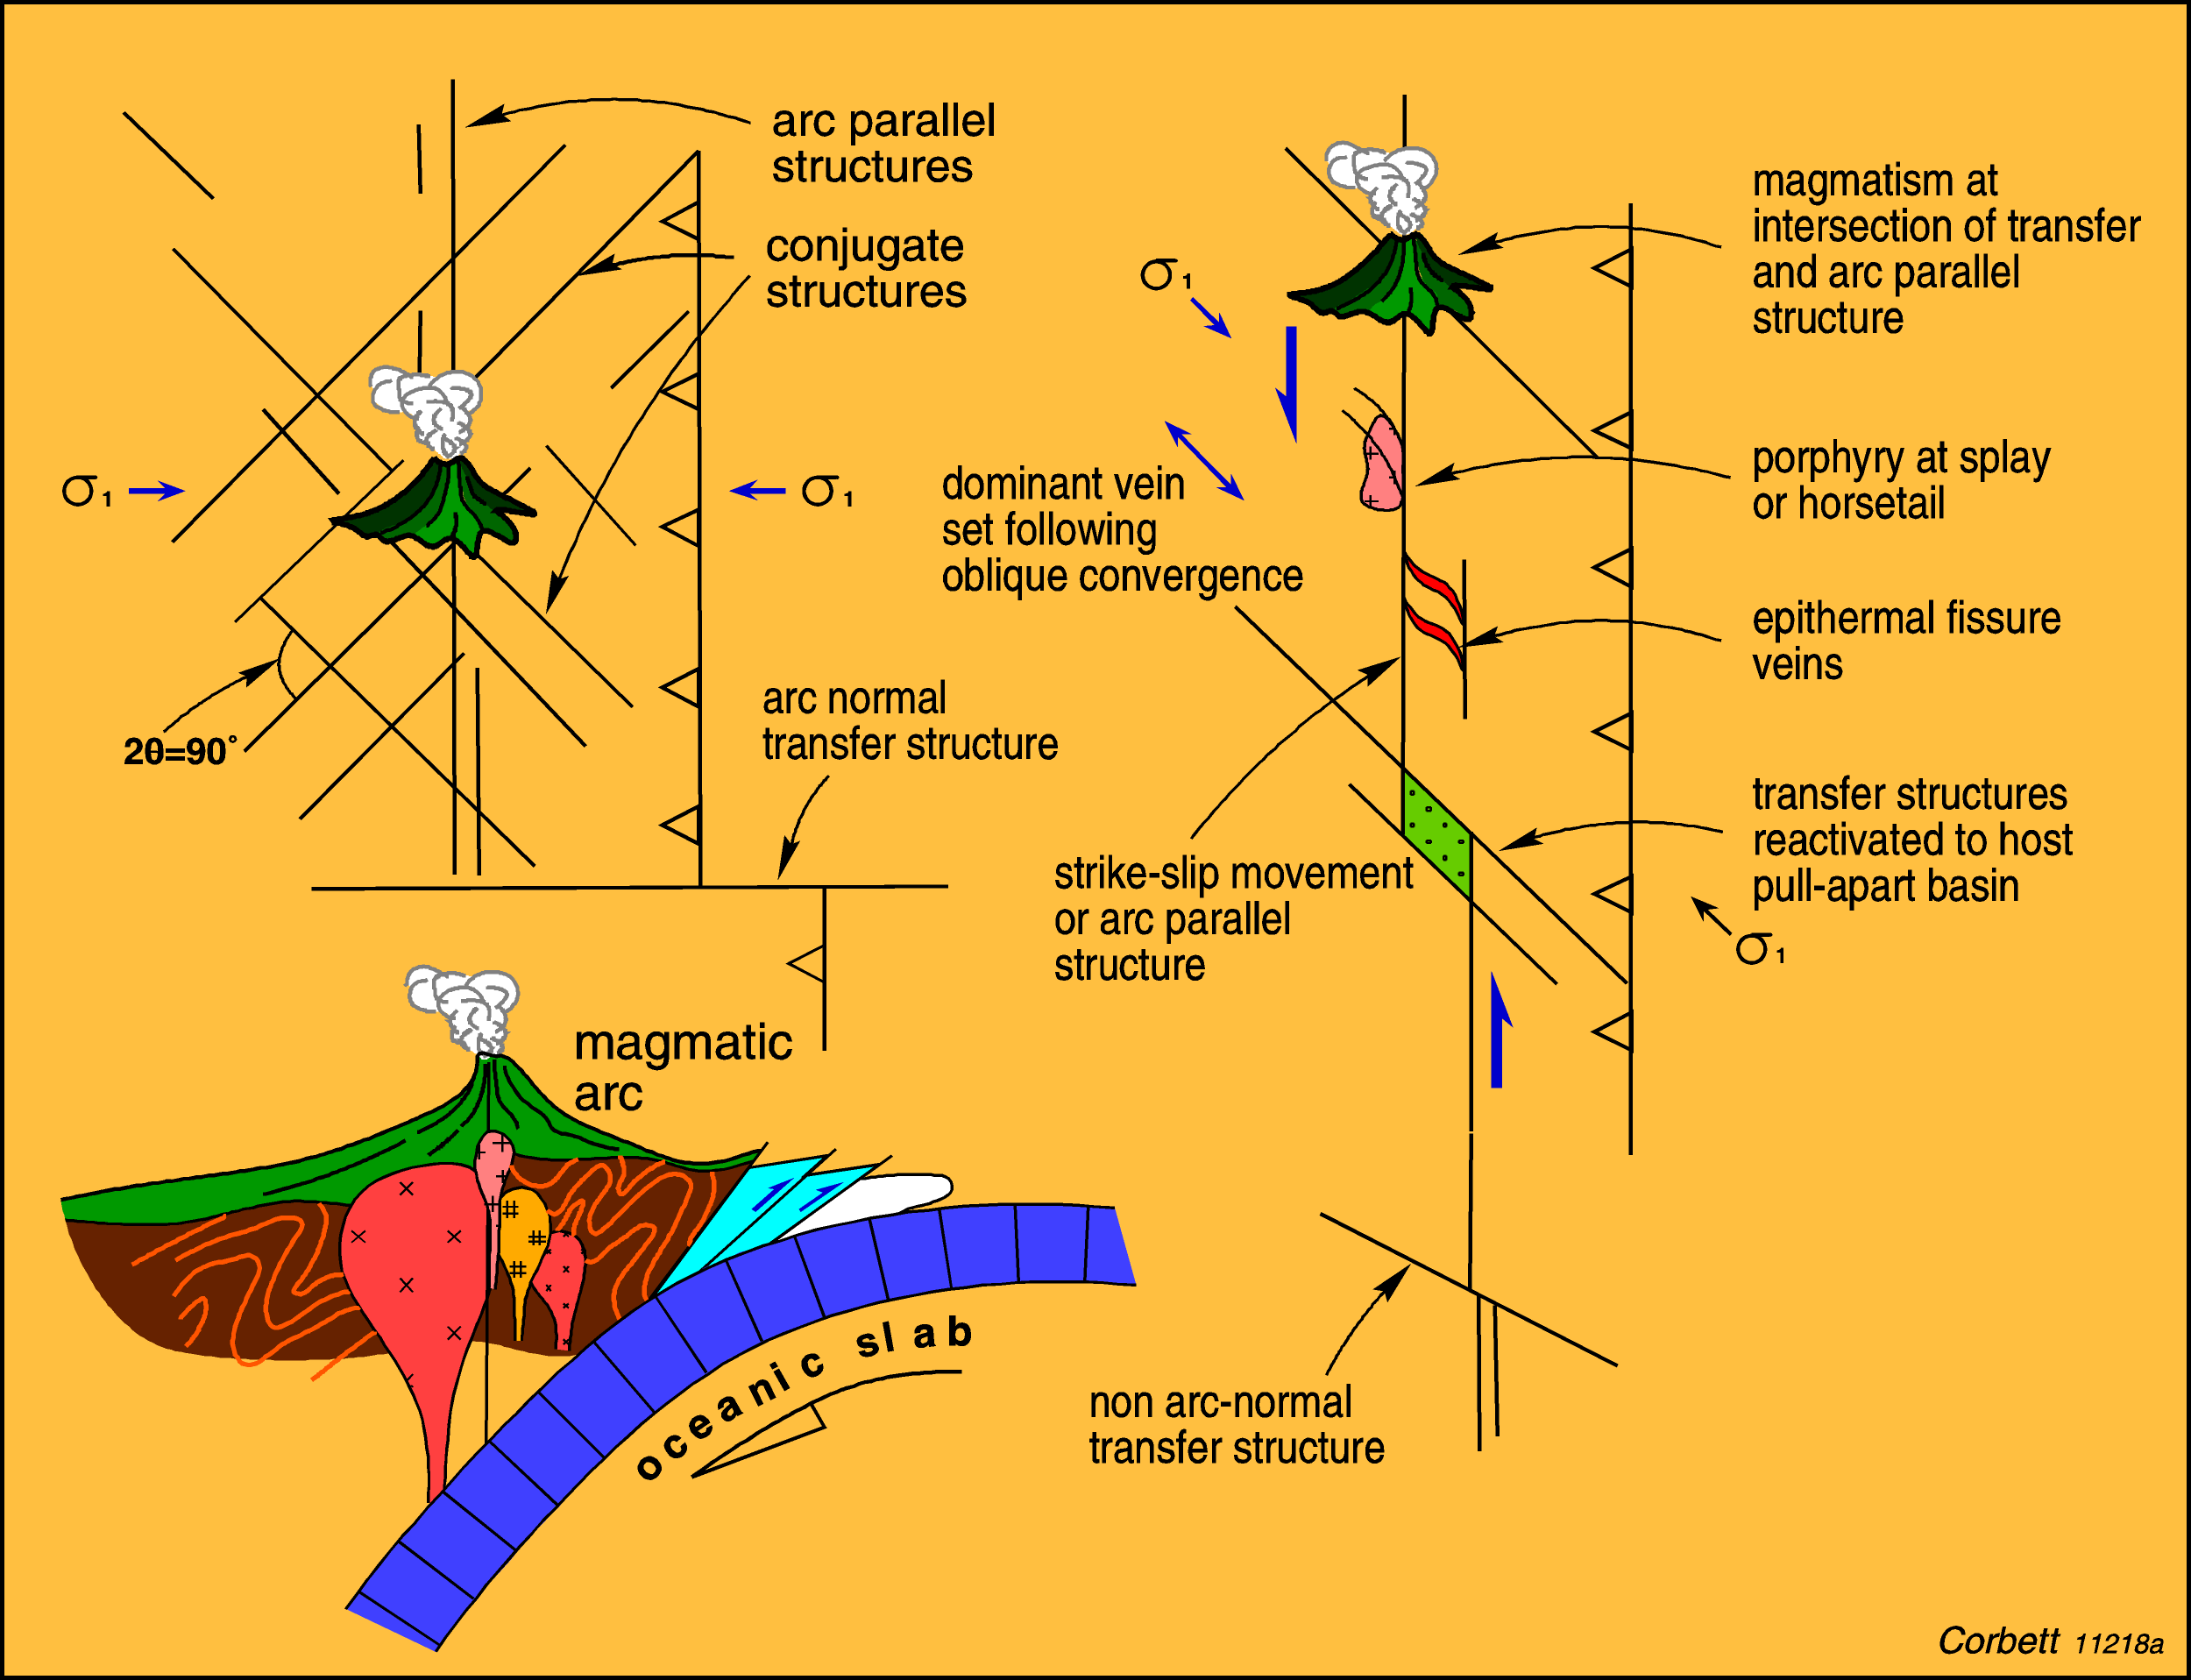 arc parallel
structures
conjugate
structures
σ1
σ1
2θ=90°
arc normal
transfer structure
magmatic
arc
oceanic slab
σ1
magmatism at
intersection of transfer
and arc parallel
structure
dominant vein
set following
oblique convergence
porphyry at splay
or horsetail
epithermal fissure
veins
strike-slip movement
or arc parallel
structure
transfer structures
reactivated to host
pull-apart basin
σ1
non arc-normal
transfer structure
Corbett 11218a